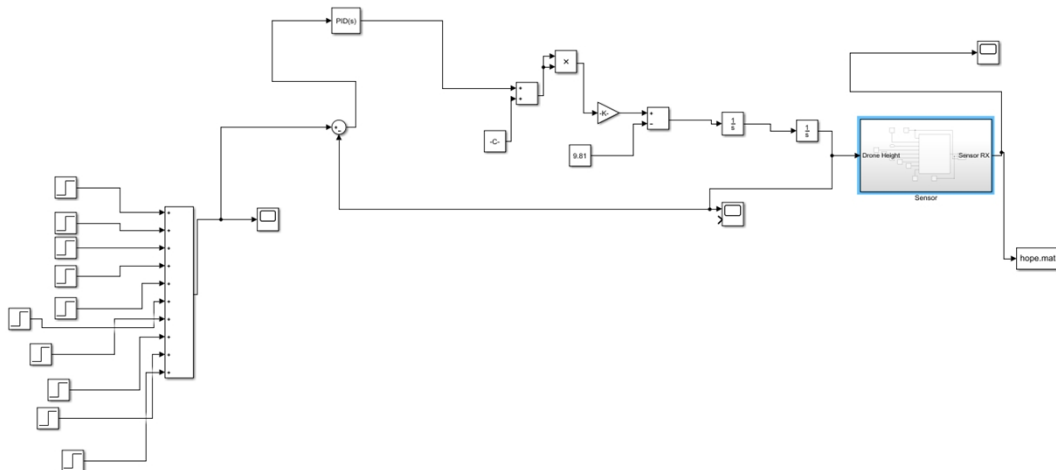 PID(s)
×
-K-
-C-
9.81
1
s
1
s
Drone Height
Sensor RX
Sensor
hope.mat